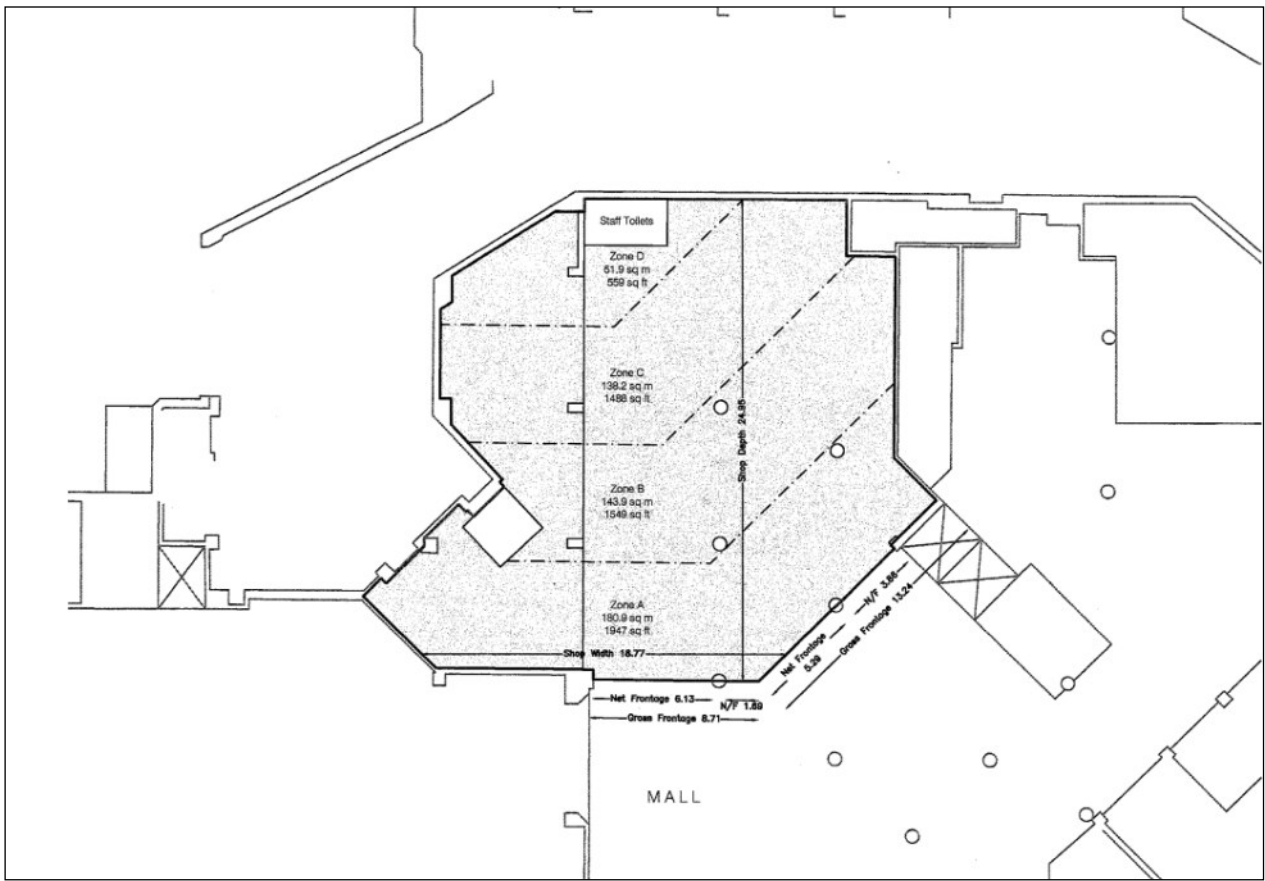 Staff Toilets
Zone D
51.9 sq m
559 sq ft
Zone C
138.2 sq m
1488 sq ft
Shop Depth 24.95
Zone B
143.9 sq m
1549 sq ft
Zone A
180.9 sq m
1947 sq ft
Shop Width 18.77
N/F 3.86
Gross Frontage 13.24
Net Frontage
5.29
Net Frontage 6.13
N/F 1.89
Gross Frontage 8.71
MALL